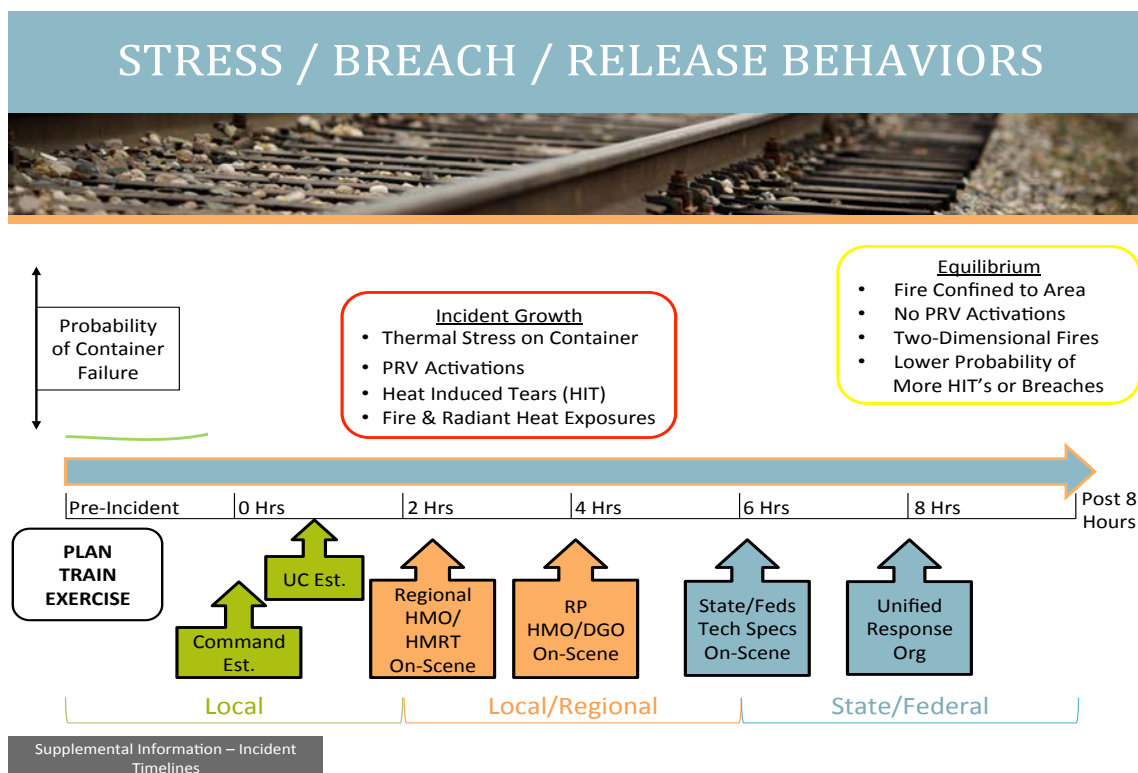 STRESS / BREACH / RELEASE BEHAVIORS
Probability
of Container
Failure
Incident Growth
• Thermal Stress on Container
• PRV Activations
• Heat Induced Tears (HIT)
• Fire & Radiant Heat Exposures
Equilibrium
• Fire Confined to Area
• No PRV Activations
• Two-Dimensional Fires
• Lower Probability of
More HIT's or Breaches
Pre-Incident
0 Hrs
2 Hrs
4 Hrs
6 Hrs
8 Hrs
Post 8
Hours
PLAN
TRAIN
EXERCISE
Command
Est.
UC Est.
Regional
HMO/
HMRT
On-Scene
RP
HMO/DGO
On-Scene
State/Feds
Tech Specs
On-Scene
Unified
Response
Org
Local
Local/Regional
State/Federal
Supplemental Information – Incident
Timelines